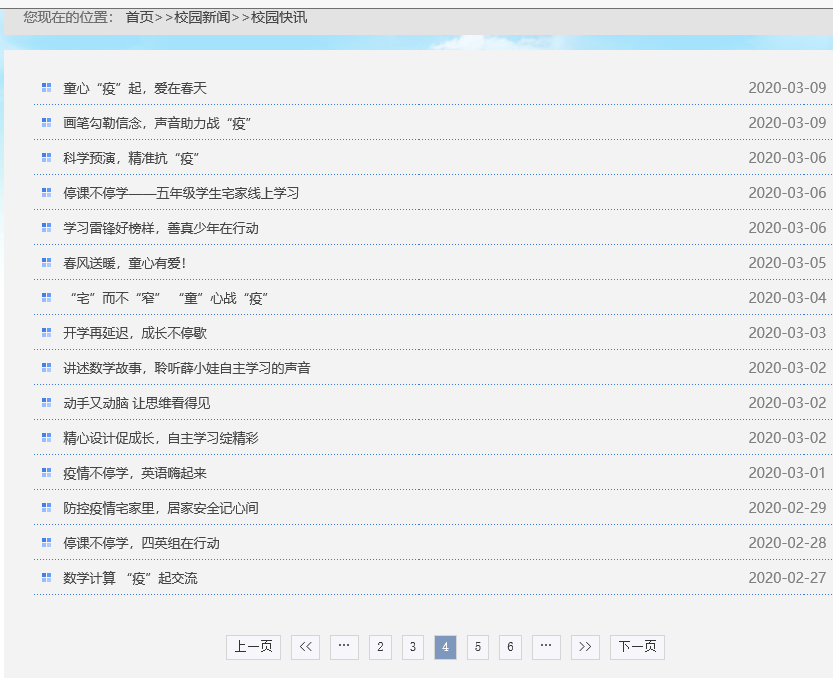 您现在的位置： 首页>>校园新闻>>校园快讯
童心“疫”起，爱在春天 2020-03-09
画笔勾勒信念，声音助力战“疫” 2020-03-09
科学预演，精准抗“疫” 2020-03-06
停课不停学——五年级学生宅家线上学习 2020-03-06
学习雷锋好榜样，善真少年在行动 2020-03-06
春风送暖，童心有爱！ 2020-03-05
“宅”而不“窄” “童”心战“疫” 2020-03-04
开学再延迟，成长不停歇 2020-03-03
讲述数学故事，聆听薛小娃自主学习的声音 2020-03-02
动手又动脑 让思维看得见 2020-03-02
精心设计促成长，自主学习绽精彩 2020-03-02
疫情不停学，英语嗨起来 2020-03-01
防控疫情宅家里，居家安全记心间 2020-02-29
停课不停学，四英组在行动 2020-02-28
数学计算 “疫”起交流 2020-02-27
上一页 << ... 2 3 4 5 6 ... >> 下一页